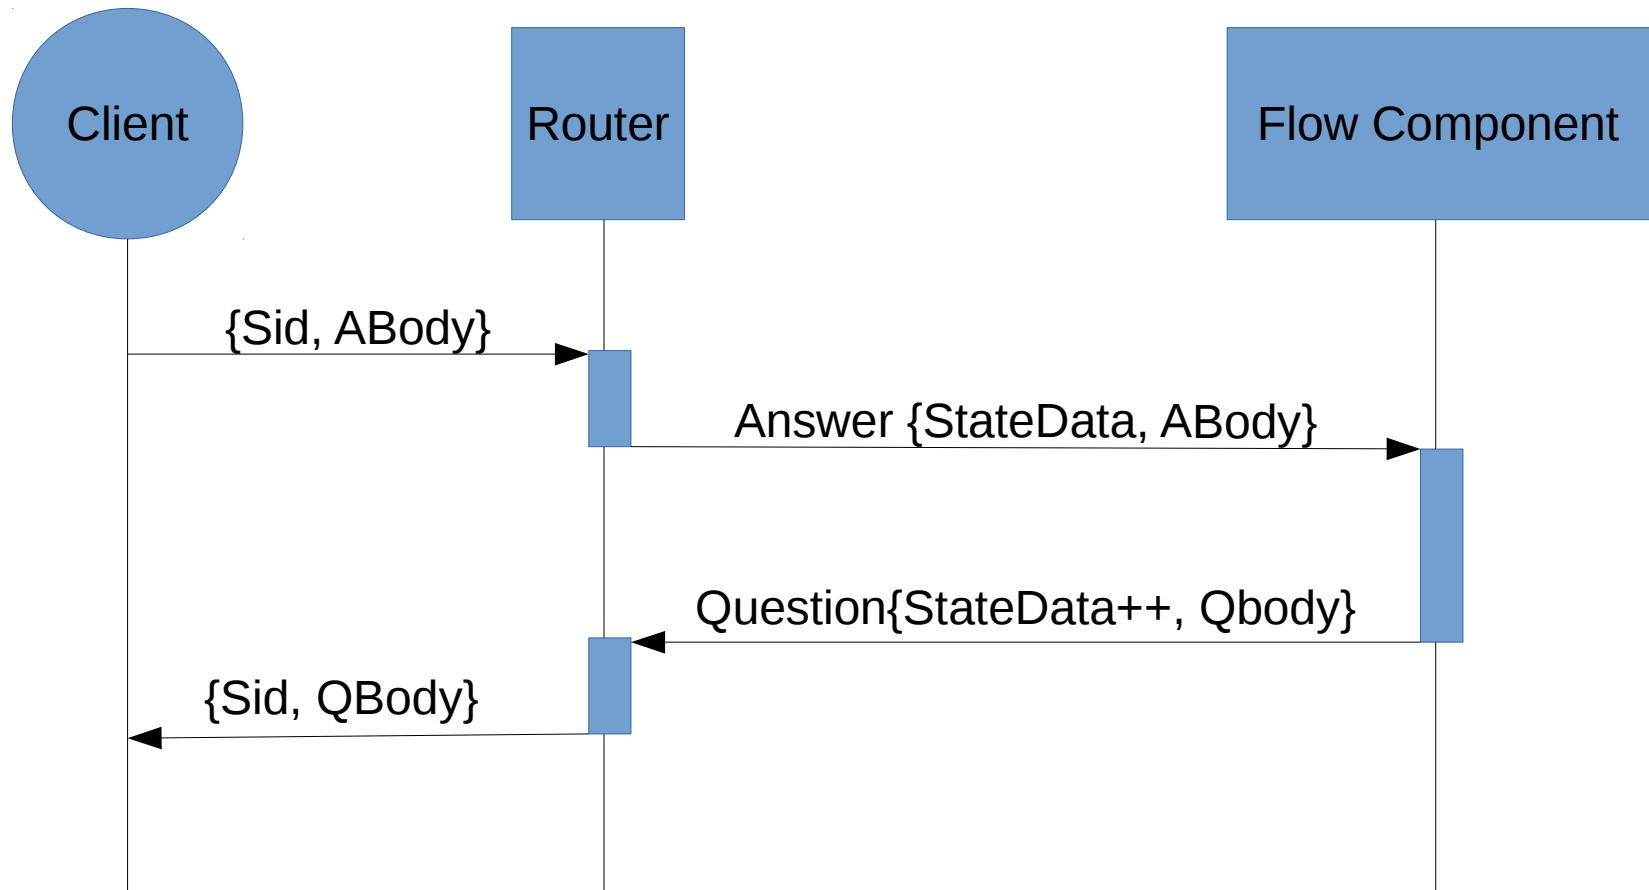 Client
Router
Flow Component
{Sid, ABody}
Answer {StateData, ABody}
Question{StateData++, Qbody}
{Sid, QBody}